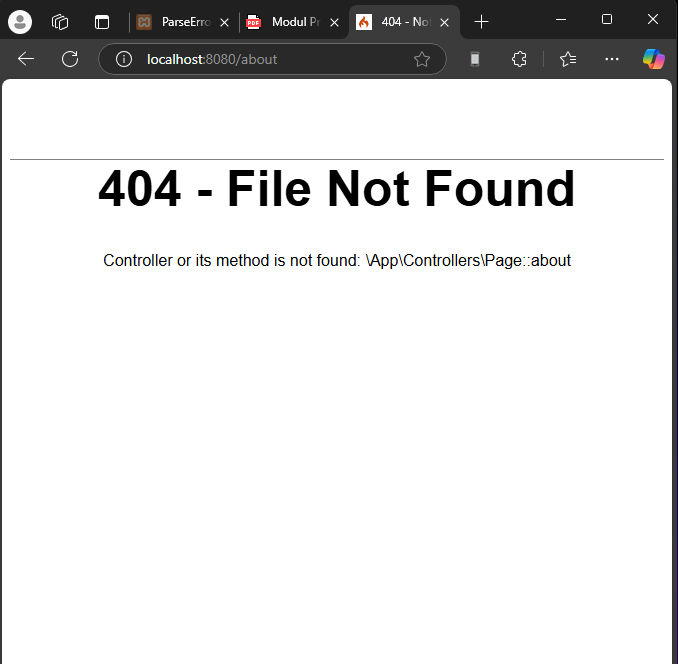 ParseErro
PDF
Modul Pr
404 - No
localhost:8080/about
404 - File Not Found
Controller or its method is not found: \App\Controllers\Page::about